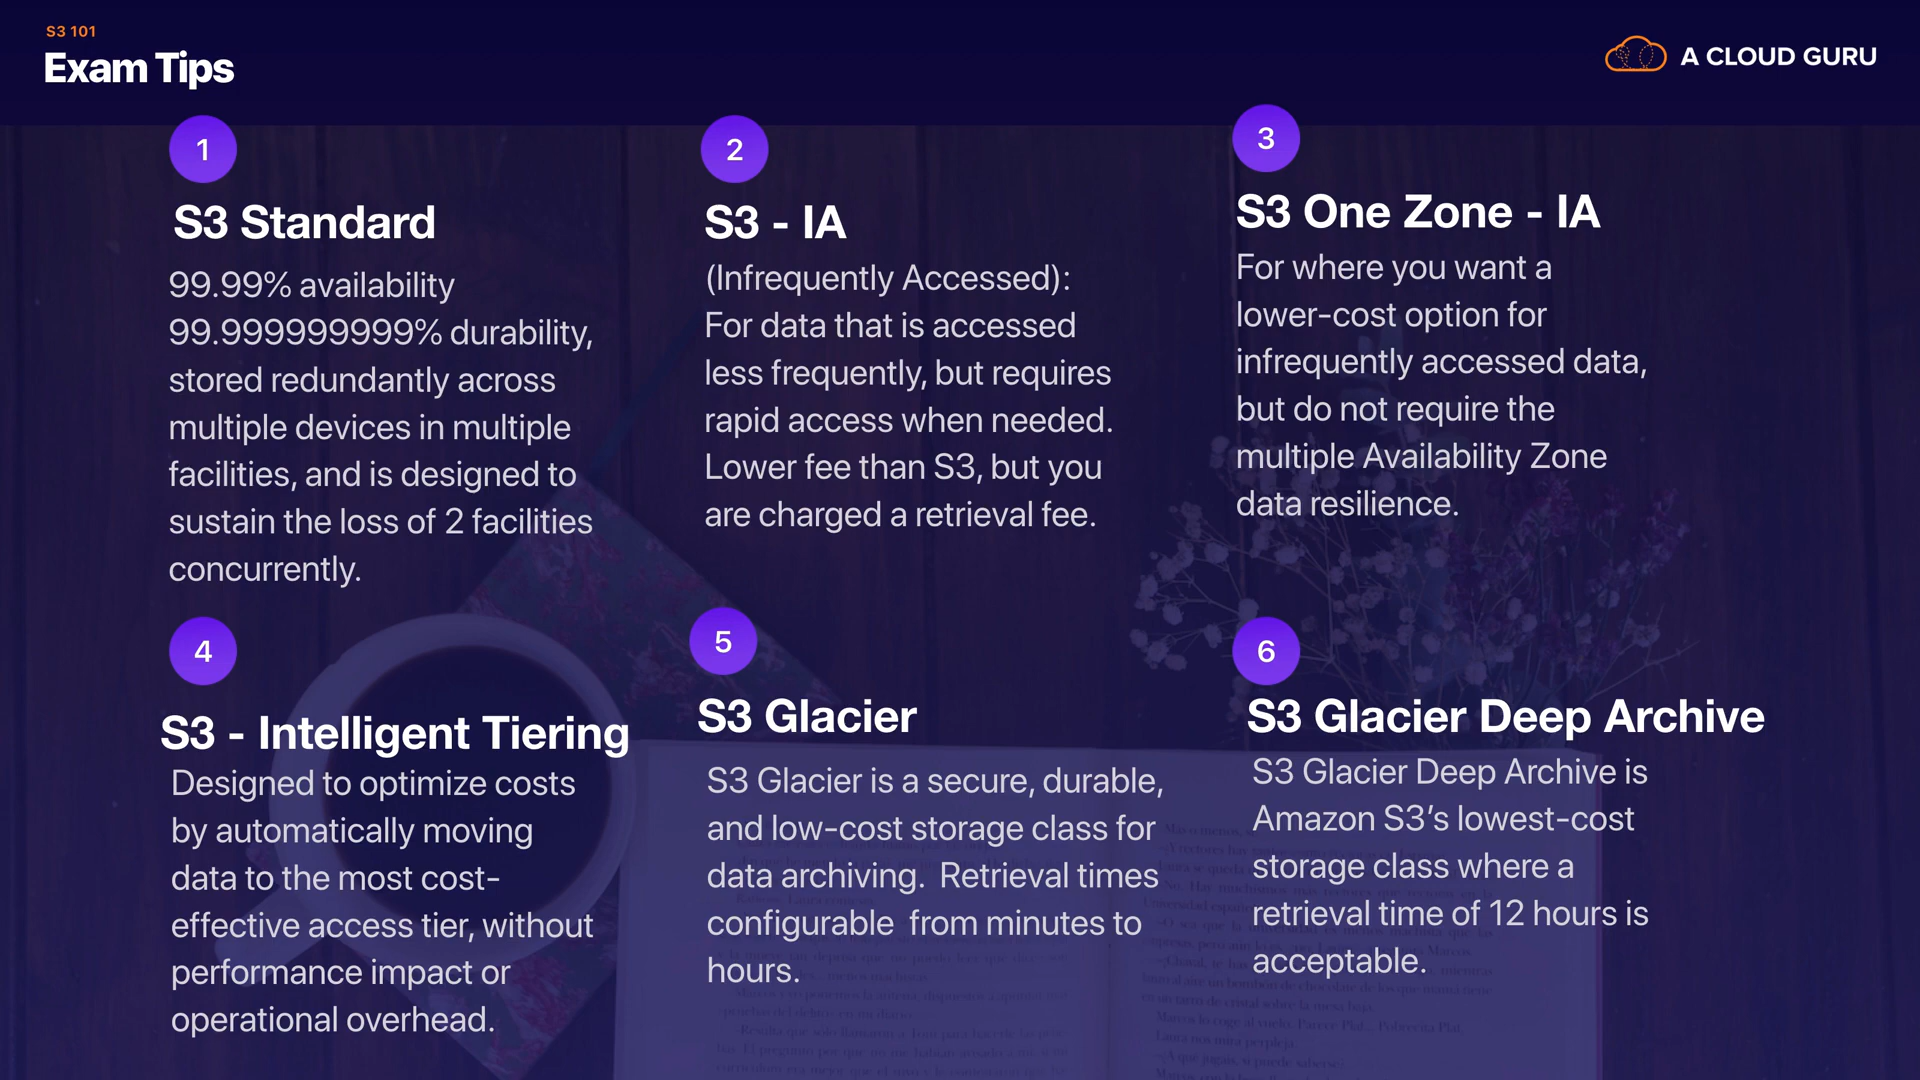 S3 101
Exam Tips
A CLOUD GURU
1
S3 Standard
99.99% availability
99.999999999% durability,
stored redundantly across
multiple devices in multiple
facilities, and is designed to
sustain the loss of 2 facilities
concurrently.
2
S3 - IA
(Infrequently Accessed):
For data that is accessed
less frequently, but requires
rapid access when needed.
Lower fee than S3, but you
are charged a retrieval fee.
3
S3 One Zone - IA
For where you want a
lower-cost option for
infrequently accessed data,
but do not require the
multiple Availability Zone
data resilience.
4
S3 - Intelligent Tiering
Designed to optimize costs
by automatically moving
data to the most cost-
effective access tier, without
performance impact or
operational overhead.
5
S3 Glacier
S3 Glacier is a secure, durable,
and low-cost storage class for
data archiving.  Retrieval times
configurable  from minutes to
hours.
6
S3 Glacier Deep Archive
S3 Glacier Deep Archive is
Amazon S3’s lowest-cost
storage class where a
retrieval time of 12 hours is
acceptable.